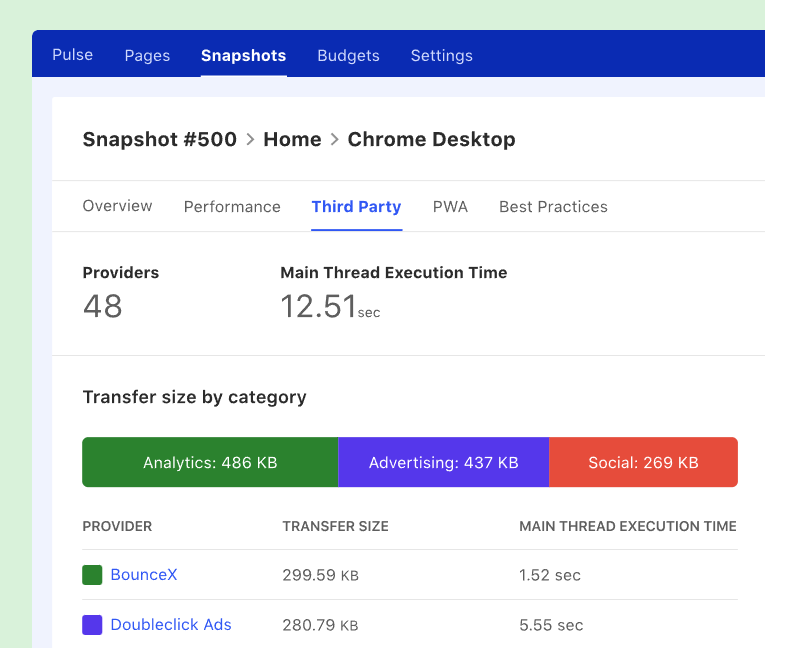 Pulse Pages Snapshots Budgets Settings
Snapshot #500 > Home > Chrome Desktop
Overview Performance Third Party PWA Best Practices
Providers Main Thread Execution Time
48 12.51sec
Transfer size by category
Analytics: 486 KB Advertising: 437 KB Social: 269 KB
PROVIDER TRANSFER SIZE MAIN THREAD EXECUTION TIME
BounceX 299.59 KB 1.52 sec
Doubleclick Ads 280.79 KB 5.55 sec